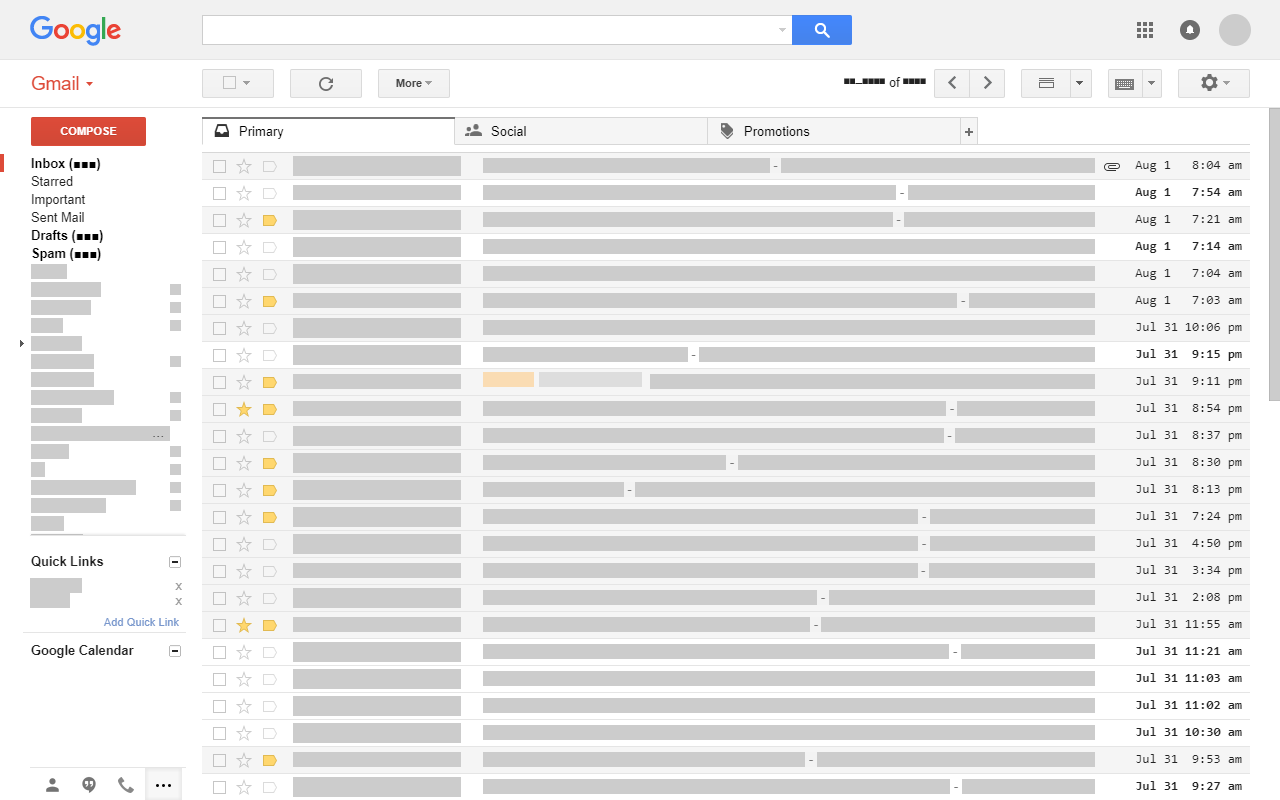 Google
Gmail
More
of
COMPOSE
Primary
Social
Promotions
+
Inbox (■■■)
Starred
Important
Sent Mail
Drafts (■■■)
Spam (■■■)
...
Quick Links
x
x
Add Quick Link
Google Calendar
- Aug 1 8:04 am
- Aug 1 7:54 am
- Aug 1 7:21 am
Aug 1 7:14 am
Aug 1 7:04 am
- Aug 1 7:03 am
Jul 31 10:06 pm
- Jul 31 9:15 pm
Jul 31 9:11 pm
- Jul 31 8:54 pm
- Jul 31 8:37 pm
- Jul 31 8:30 pm
- Jul 31 8:13 pm
- Jul 31 7:24 pm
- Jul 31 4:50 pm
- Jul 31 3:34 pm
- Jul 31 2:08 pm
- Jul 31 11:55 am
- Jul 31 11:21 am
Jul 31 11:03 am
Jul 31 11:02 am
Jul 31 10:30 am
- Jul 31 9:53 am
- Jul 31 9:27 am